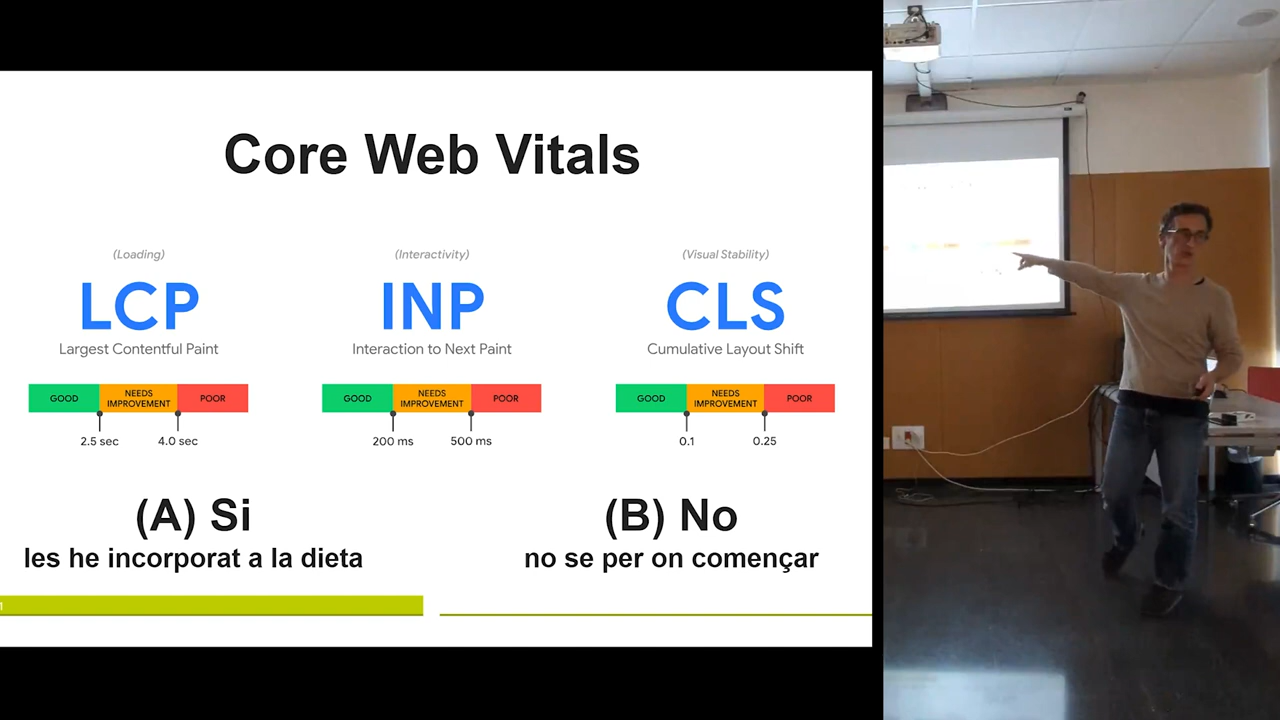 Core Web Vitals
(Loading)
LCP
Largest Contentful Paint
GOOD
NEEDS
IMPROVEMENT
POOR
2.5 sec
4.0 sec
(Interactivity)
INP
Interaction to Next Paint
GOOD
NEEDS
IMPROVEMENT
POOR
200 ms
500 ms
(Visual Stability)
CLS
Cumulative Layout Shift
GOOD
NEEDS
IMPROVEMENT
POOR
0.1
0.25
(A) Si
les he incorporat a la dieta
(B) No
no se per on començar